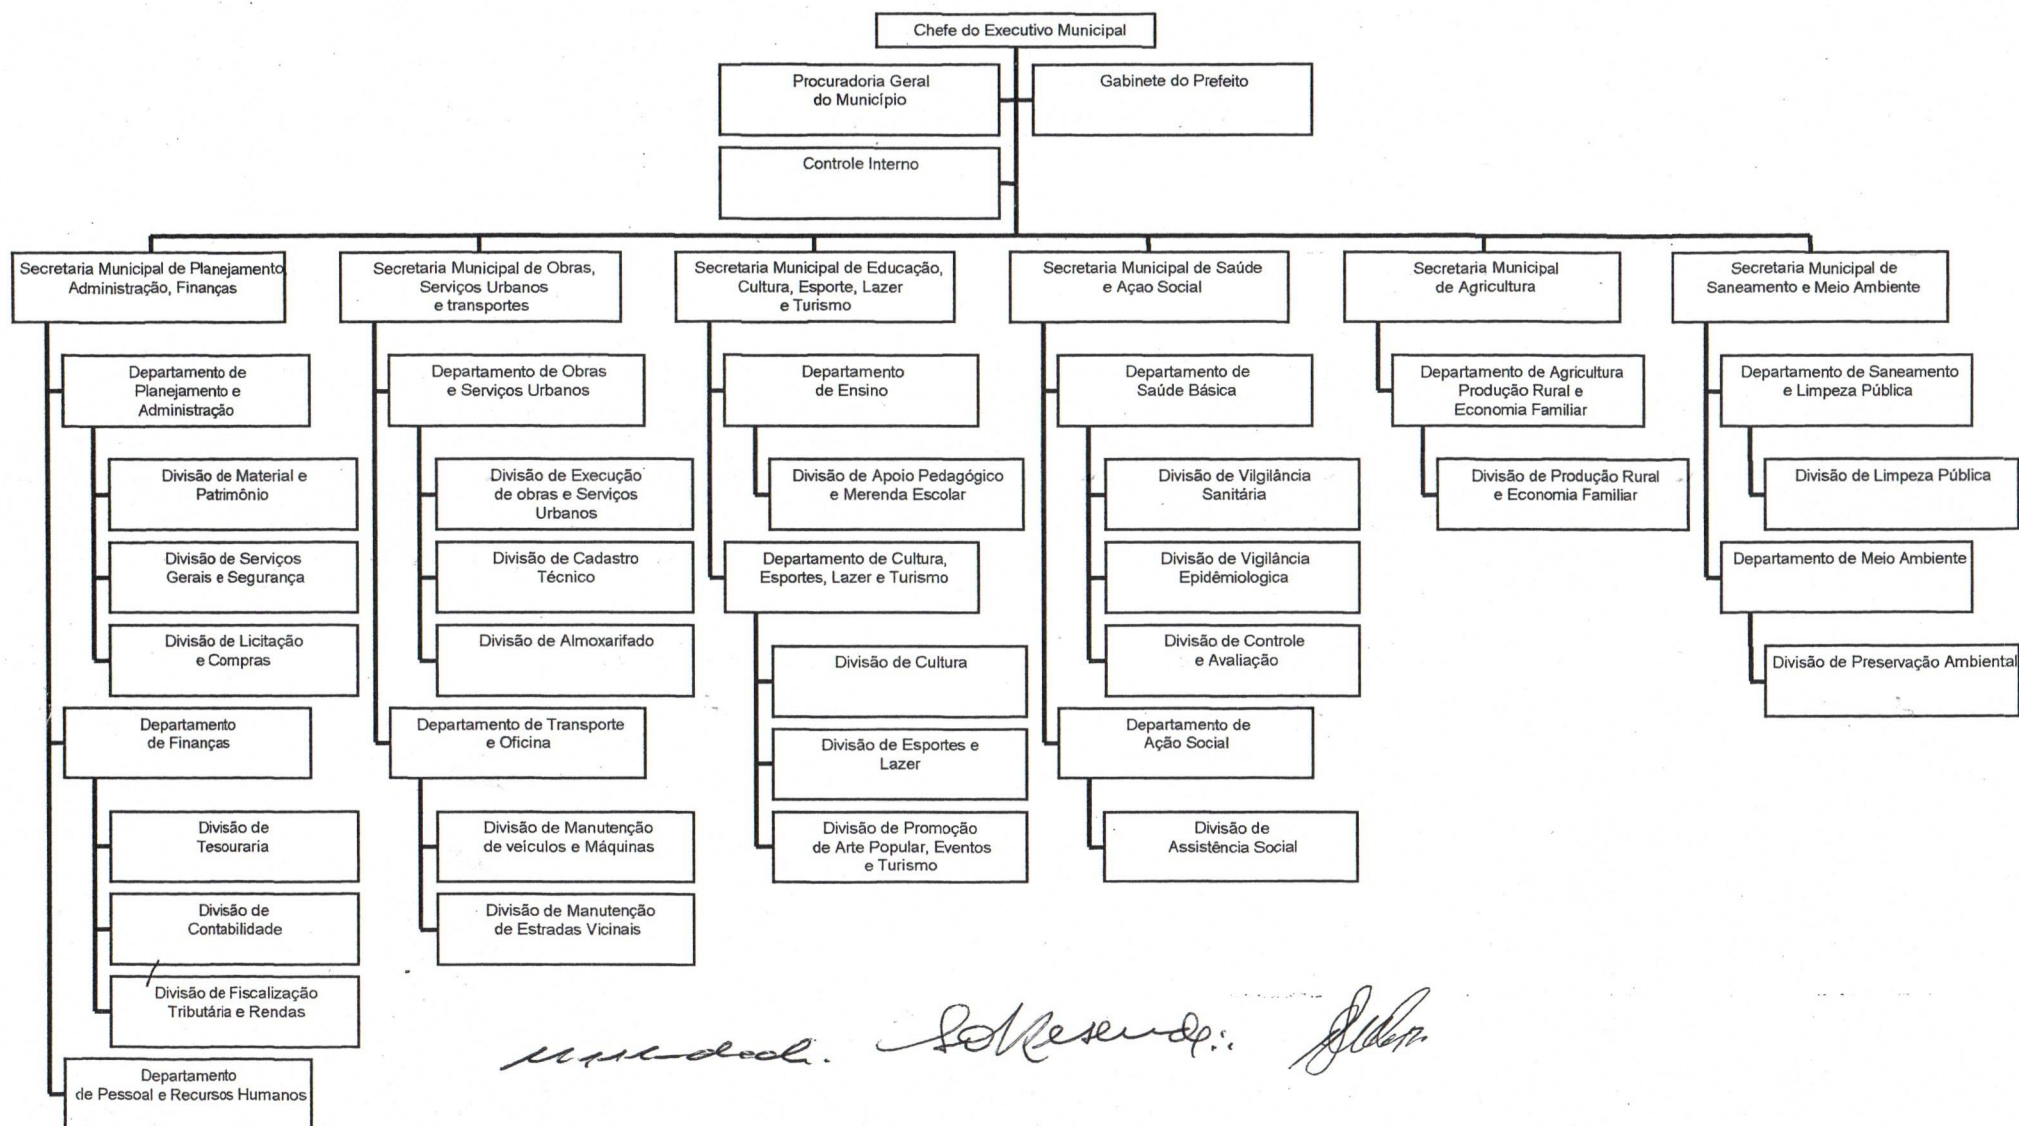 Chefe do Executivo Municipal
Procuradoria Geral
do Município
Gabinete do Prefeito
Controle Interno
Secretaria Municipal de Planejamento
Administração, Finanças
Departamento de
Planejamento e
Administração
Divisão de Material e
Patrimônio
Divisão de Serviços
Gerais e Segurança
Divisão de Licitação
e Compras
Departamento
de Finanças
Divisão de
Tesouraria
Divisão de
Contabilidade
Divisão de Fiscalização
Tributária e Rendas
Departamento
de Pessoal e Recursos Humanos
Secretaria Municipal de Obras,
Serviços Urbanos
e transportes
Departamento de Obras
e Serviços Urbanos
Divisão de Execução
de obras e Serviços
Urbanos
Divisão de Cadastro
Técnico
Divisão de Almoxarifado
Departamento de Transporte
e Oficina
Divisão de Manutenção
de veículos e Máquinas
Divisão de Manutenção
de Estradas Vicinais
Secretaria Municipal de Educação,
Cultura, Esporte, Lazer
e Turismo
Departamento
de Ensino
Divisão de Apoio Pedagógico
e Merenda Escolar
Departamento de Cultura,
Esportes, Lazer e Turismo
Divisão de Cultura
Divisão de Esportes e
Lazer
Divisão de Promoção
de Arte Popular, Eventos
e Turismo
Secretaria Municipal de Saúde
e Açao Social
Departamento de
Saúde Básica
Divisão de Vilgilância
Sanitária
Divisão de Vigilância
Epidêmiologica
Divisão de Controle
e Avaliação
Departamento de
Ação Social
Divisão de
Assistência Social
Secretaria Municipal
de Agricultura
Departamento de Agricultura
Produção Rural e
Economia Familiar
Divisão de Produção Rural
e Economia Familiar
Secretaria Municipal de
Saneamento e Meio Ambiente
Departamento de Saneamento
e Limpeza Pública
Divisão de Limpeza Pública
Departamento de Meio Ambiente
Divisão de Preservação Ambiental